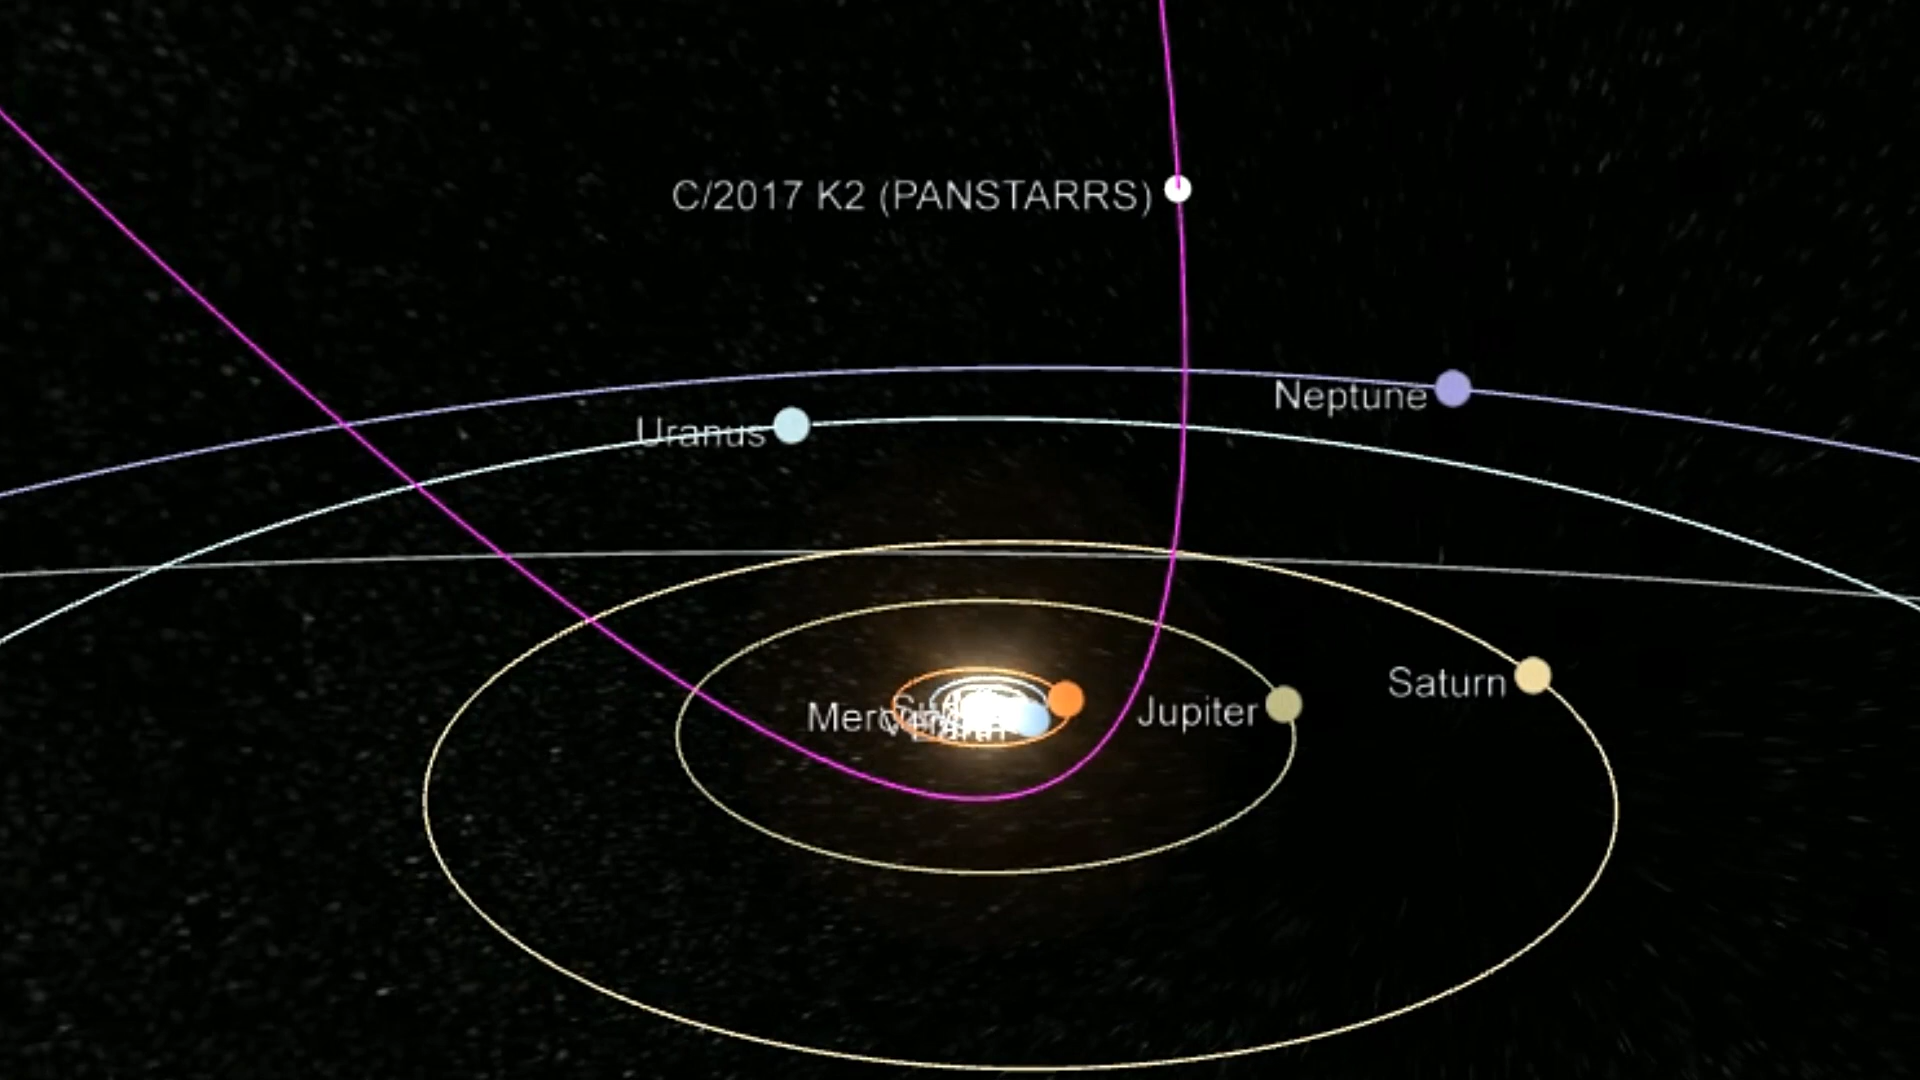 C/2017 K2 (PANSTARRS)
Neptune
Uranus
Saturn
Jupiter